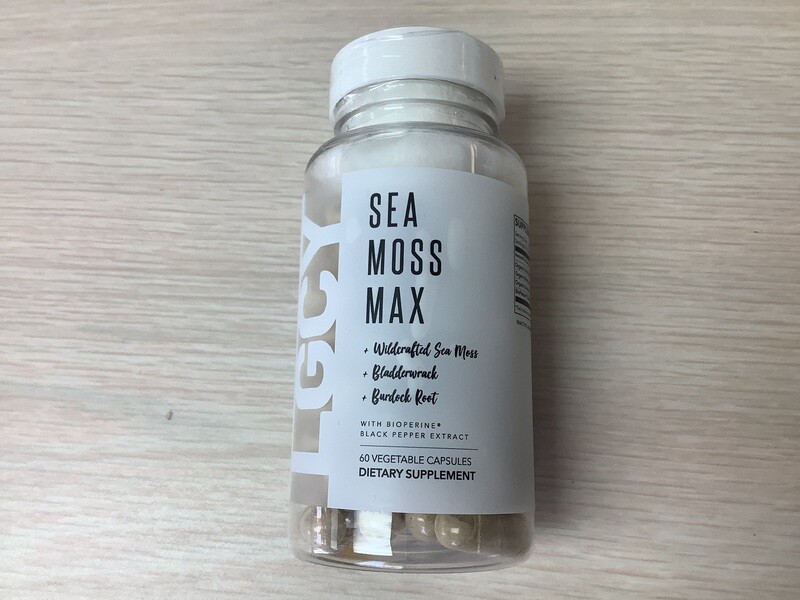 LGCY
SEA
MOSS
MAX
+ Wildcrafted Sea Moss
+ Bladderwrack
+ Burdock Root
WITH BIOPERINE®
BLACK PEPPER EXTRACT
60 VEGETABLE CAPSULES
DIETARY SUPPLEMENT